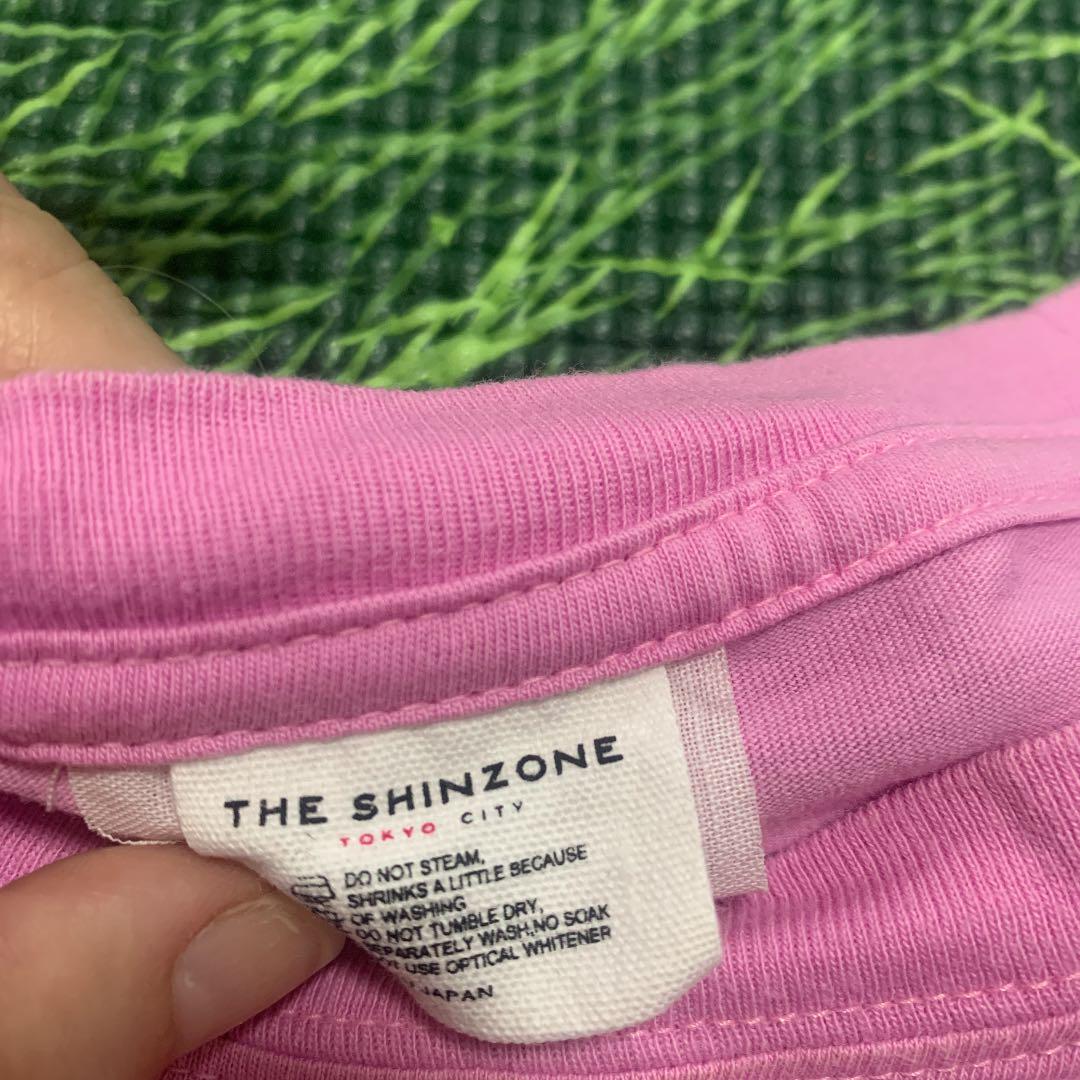 THE SHINZONE
TOKYO CITY
DO NOT STEAM,
SHRINKS A LITTLE BECAUSE
OF WASHING
DO NOT TUMBLE DRY,
SEPARATELY WASH,NO SOAK
USE OPTICAL WHITENER
JAPAN